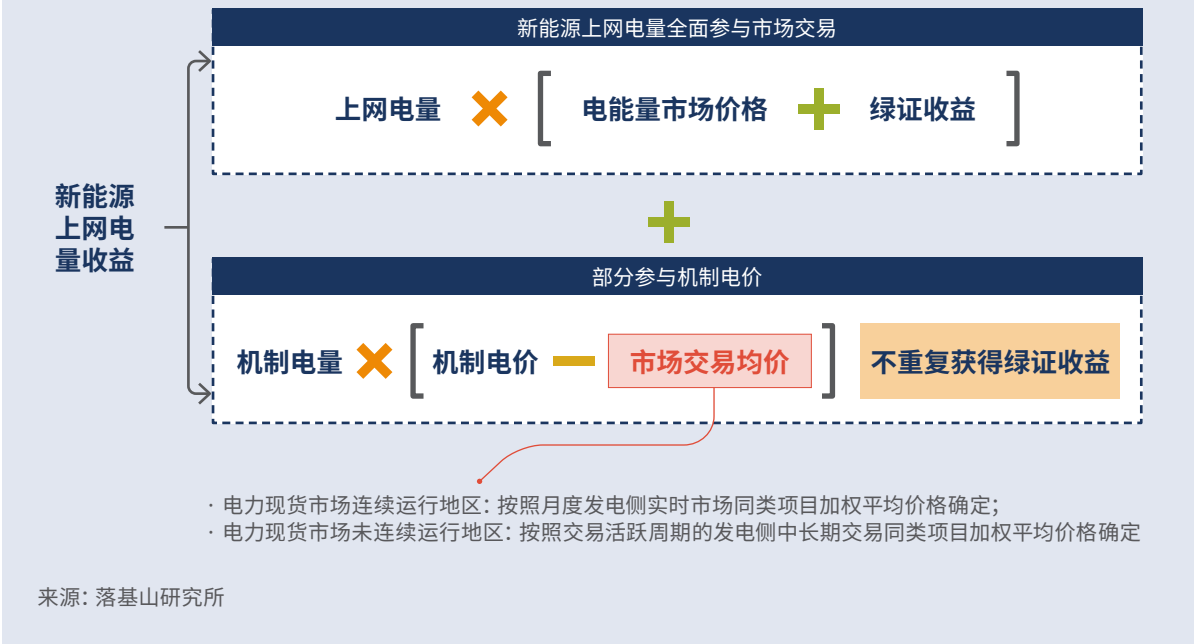 新能源上网电量全面参与市场交易
上网电量 × [ 电能量市场价格 + 绿证收益 ]
新能源
上网电
量收益
+
部分参与机制电价
机制电量 × [ 机制电价 − 市场交易均价 ] 不重复获得绿证收益
· 电力现货市场连续运行地区：按照月度发电侧实时市场同类项目加权平均价格确定；
· 电力现货市场未连续运行地区：按照交易活跃周期的发电侧中长期交易同类项目加权平均价格确定
来源：落基山研究所